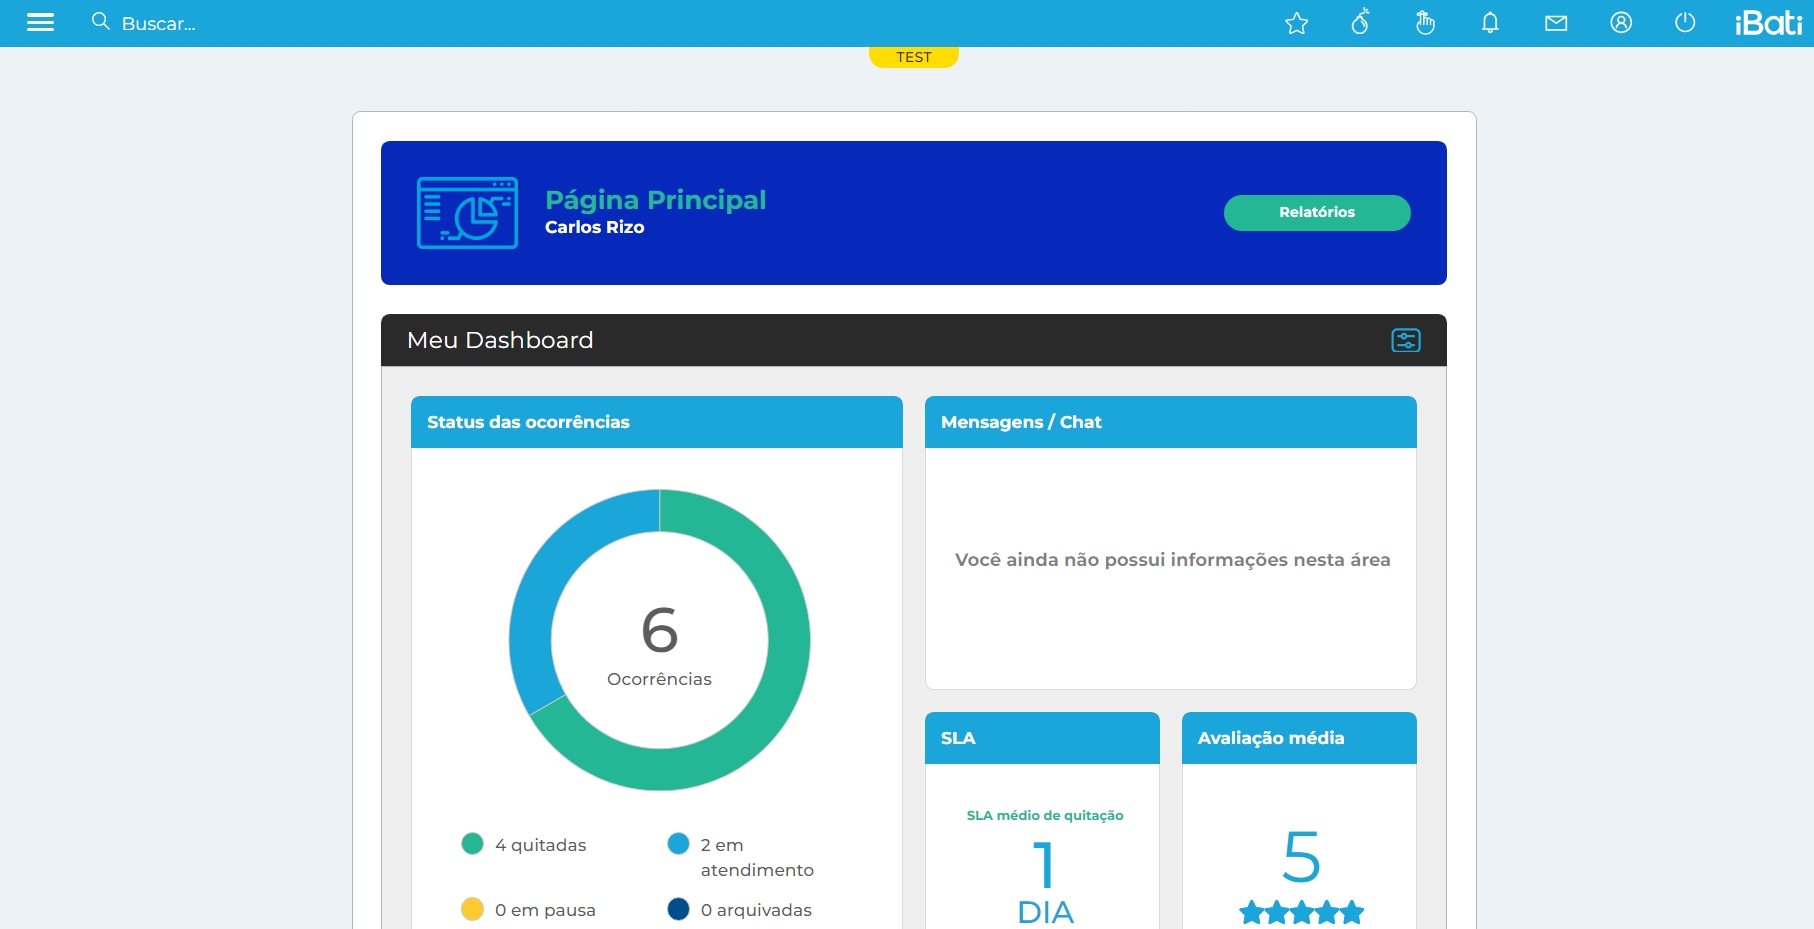 Buscar...
iBati
TEST
Página Principal
Carlos Rizo
Relatórios
Meu Dashboard
Status das ocorrências
6
Ocorrências
4 quitadas
2 em
atendimento
0 em pausa
0 arquivadas
Mensagens / Chat
Você ainda não possui informações nesta área
SLA
SLA médio de quitação
1
DIA
Avaliação média
5